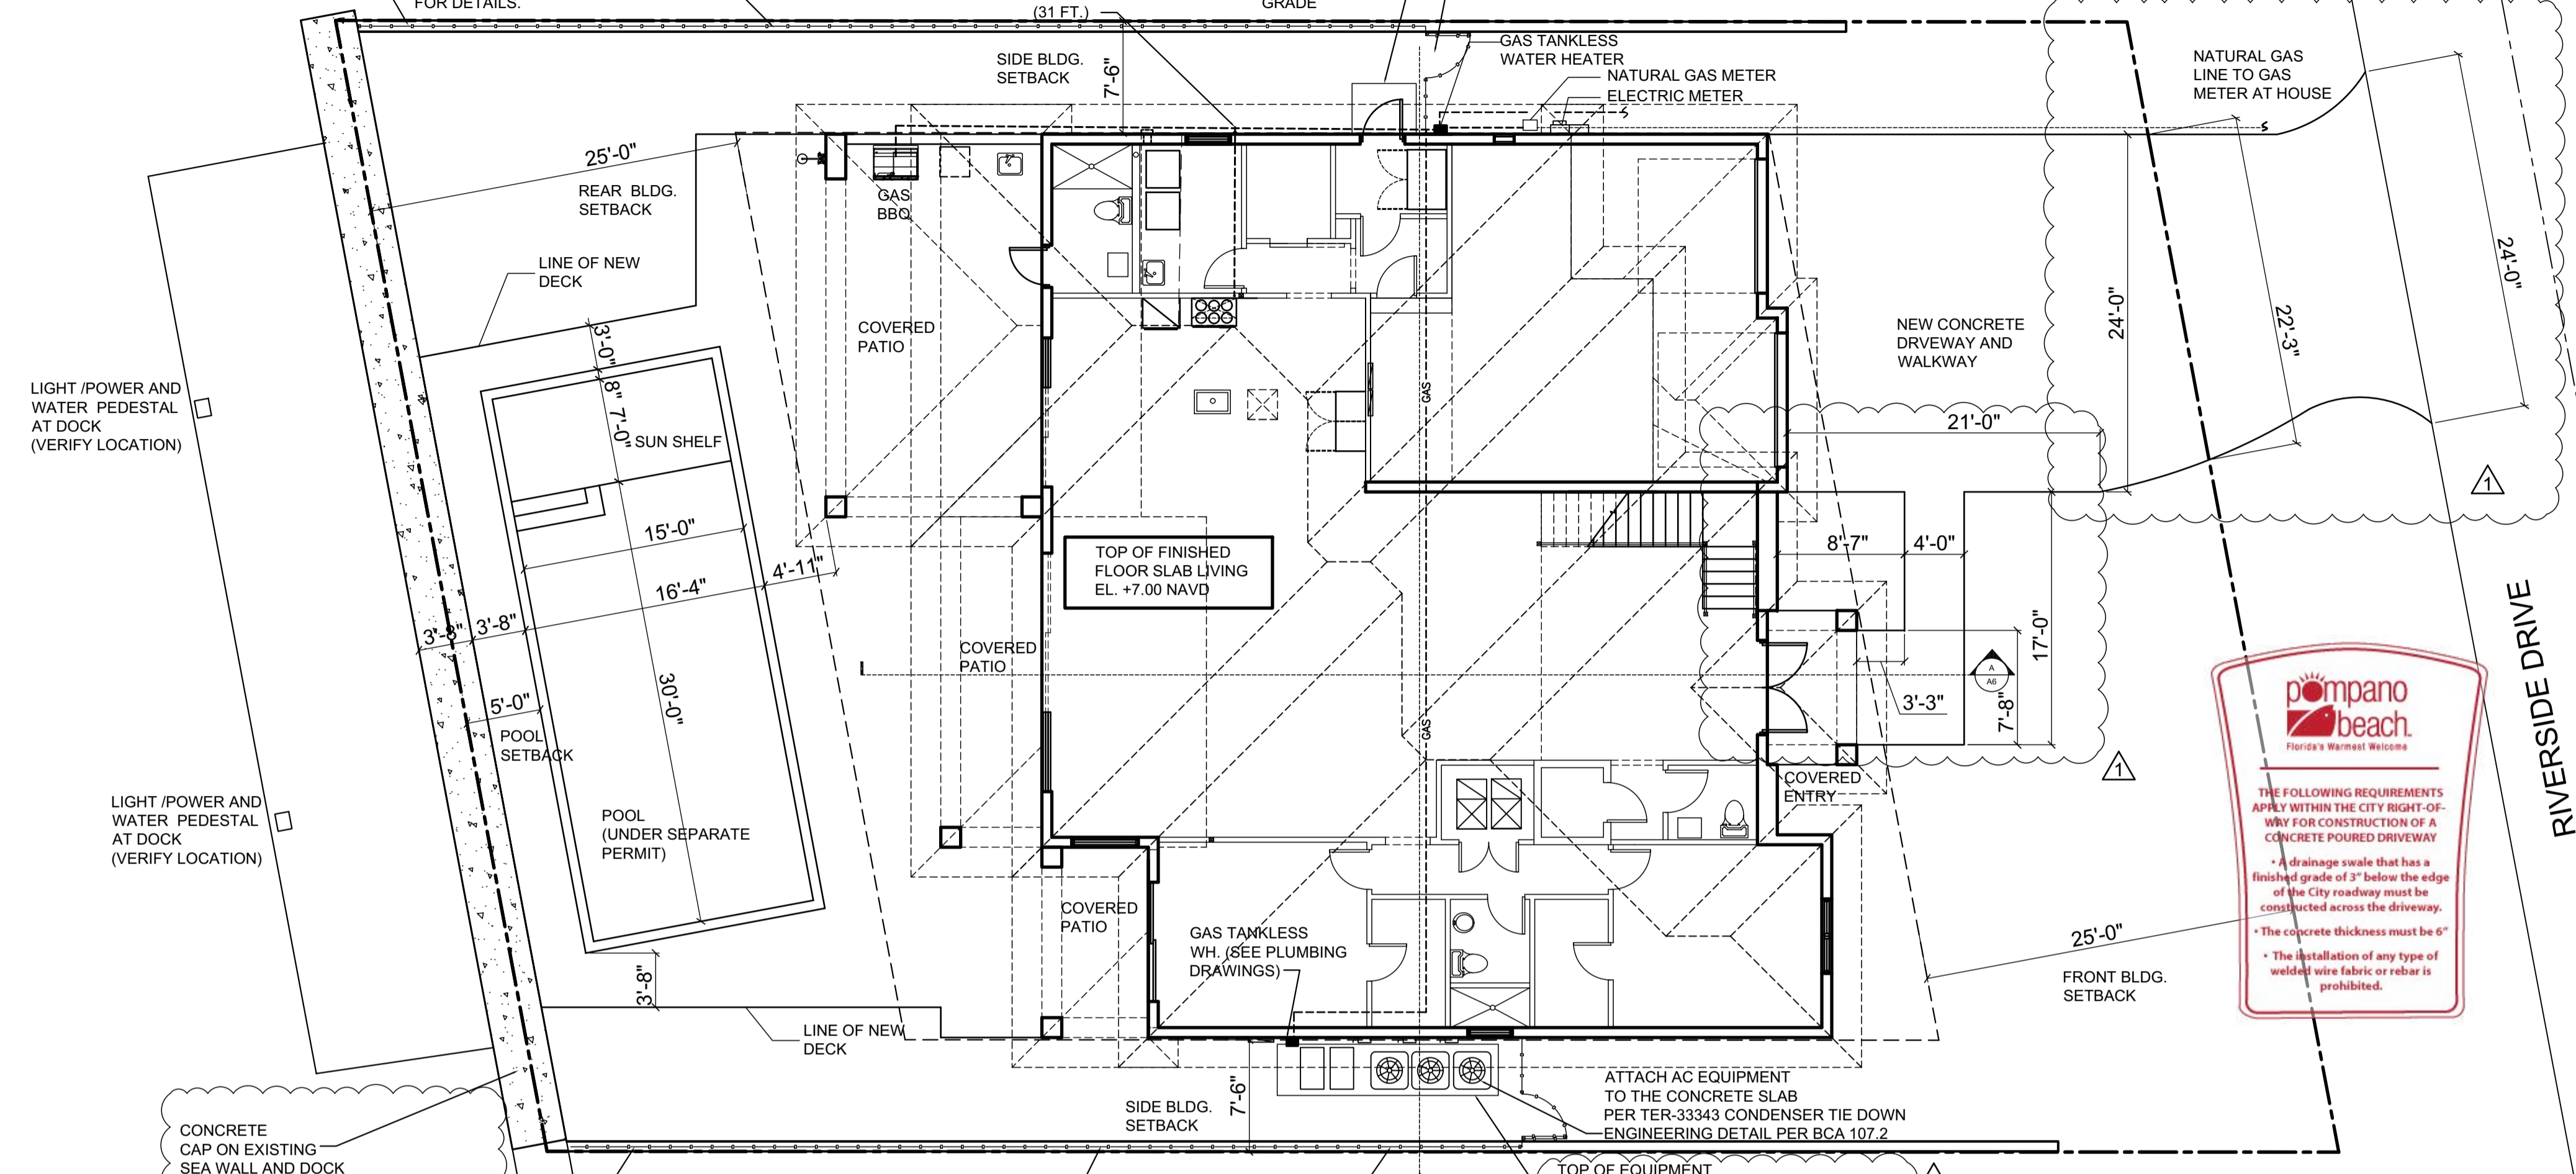 FOR DETAILS.
(31 FT.)
GRADE
SIDE BLDG.
SETBACK
7'-6"
GAS TANKLESS
WATER HEATER
NATURAL GAS METER
ELECTRIC METER
NATURAL GAS
LINE TO GAS
METER AT HOUSE
25'-0"
REAR BLDG.
SETBACK
GAS
BBQ
LINE OF NEW
DECK
COVERED
PATIO
3'-0"
8"
7'-0"
SUN SHELF
LIGHT /POWER AND
WATER PEDESTAL
AT DOCK
(VERIFY LOCATION)
NEW CONCRETE
DRVEWAY AND
WALKWAY
24'-0"
22'-3"
24'-0"
21'-0"
GAS
1
15'-0"
16'-4"
4'-11"
3'-8"
3'-8"
TOP OF FINISHED
FLOOR SLAB LIVING
EL. +7.00 NAVD
8'-7"
4'-0"
COVERED
PATIO
30'-0"
5'-0"
POOL
SETBACK
A
A6
17'-0"
3'-3"
7'-8"
GAS
1
COVERED
ENTRY
RIVERSIDE DRIVE
pompano
beach
Florida's Warmest Welcome
THE FOLLOWING REQUIREMENTS
APPLY WITHIN THE CITY RIGHT-OF-
WAY FOR CONSTRUCTION OF A
CONCRETE POURED DRIVEWAY
• A drainage swale that has a
finished grade of 3" below the edge
of the City roadway must be
constructed across the driveway.
• The concrete thickness must be 6"
• The installation of any type of
welded wire fabric or rebar is
prohibited.
LIGHT /POWER AND
WATER PEDESTAL
AT DOCK
(VERIFY LOCATION)
POOL
(UNDER SEPARATE
PERMIT)
COVERED
PATIO
GAS TANKLESS
WH. (SEE PLUMBING
DRAWINGS)
25'-0"
FRONT BLDG.
SETBACK
3'-8"
LINE OF NEW
DECK
SIDE BLDG.
SETBACK
7'-6"
ATTACH AC EQUIPMENT
TO THE CONCRETE SLAB
PER TER-33343 CONDENSER TIE DOWN
ENGINEERING DETAIL PER BCA 107.2
CONCRETE
CAP ON EXISTING
SEA WALL AND DOCK
TOP OF EQUIPMENT